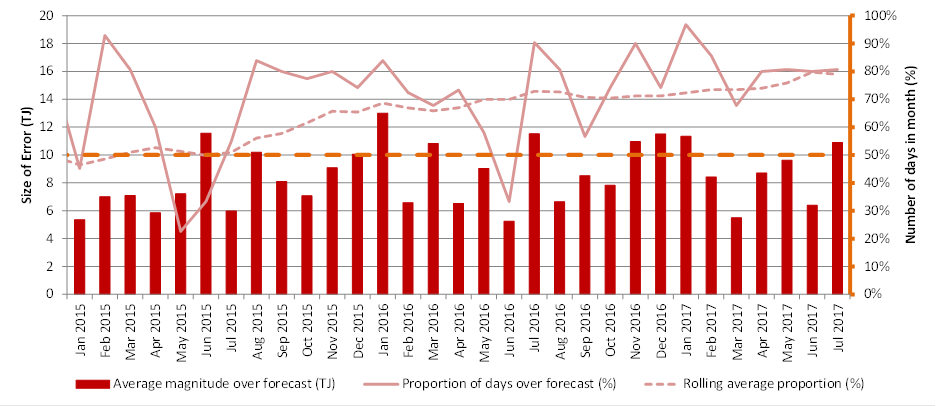 20
18
16
14
12
10
8
6
4
2
0
Size of Error (TJ)
100%
90%
80%
70%
60%
50%
40%
30%
20%
10%
0%
Number of days in month (%)
Jan 2015
Feb 2015
Mar 2015
Apr 2015
May 2015
Jun 2015
Jul 2015
Aug 2015
Sep 2015
Oct 2015
Nov 2015
Dec 2015
Jan 2016
Feb 2016
Mar 2016
Apr 2016
May 2016
Jun 2016
Jul 2016
Aug 2016
Sep 2016
Oct 2016
Nov 2016
Dec 2016
Jan 2017
Feb 2017
Mar 2017
Apr 2017
May 2017
Jun 2017
Jul 2017
Average magnitude over forecast (TJ) Proportion of days over forecast (%) Rolling average proportion (%)